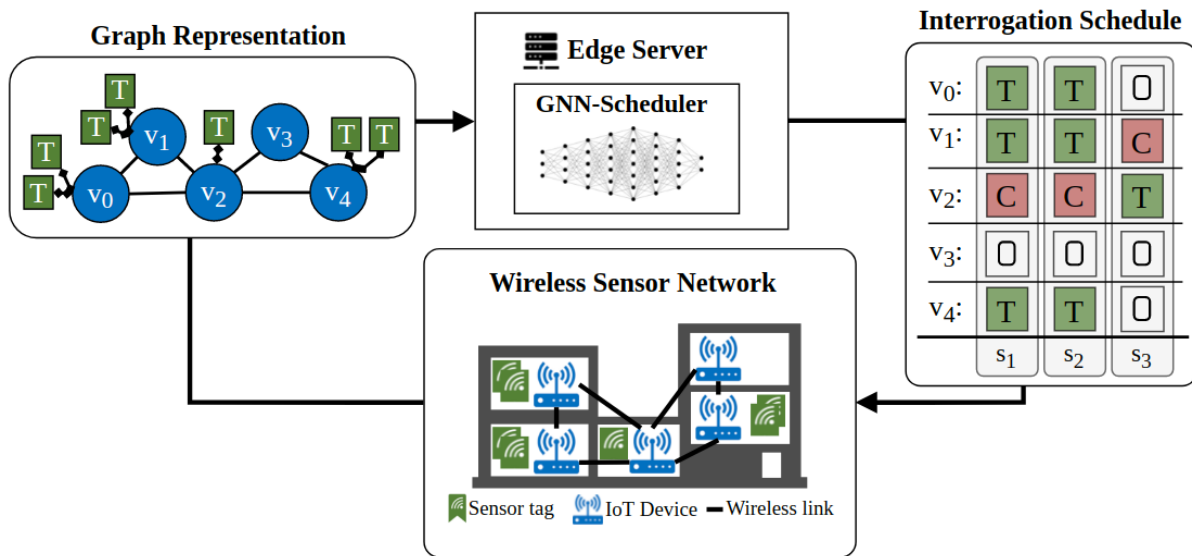 Graph Representation
T
T
T
T
T
T
T
v0
v1
v2
v3
v4
Edge Server
GNN-Scheduler
Interrogation Schedule
v0: T T O
v1: T T C
v2: C C T
v3: O O O
v4: T T O
s1 s2 s3
Wireless Sensor Network
Sensor tag IoT Device Wireless link